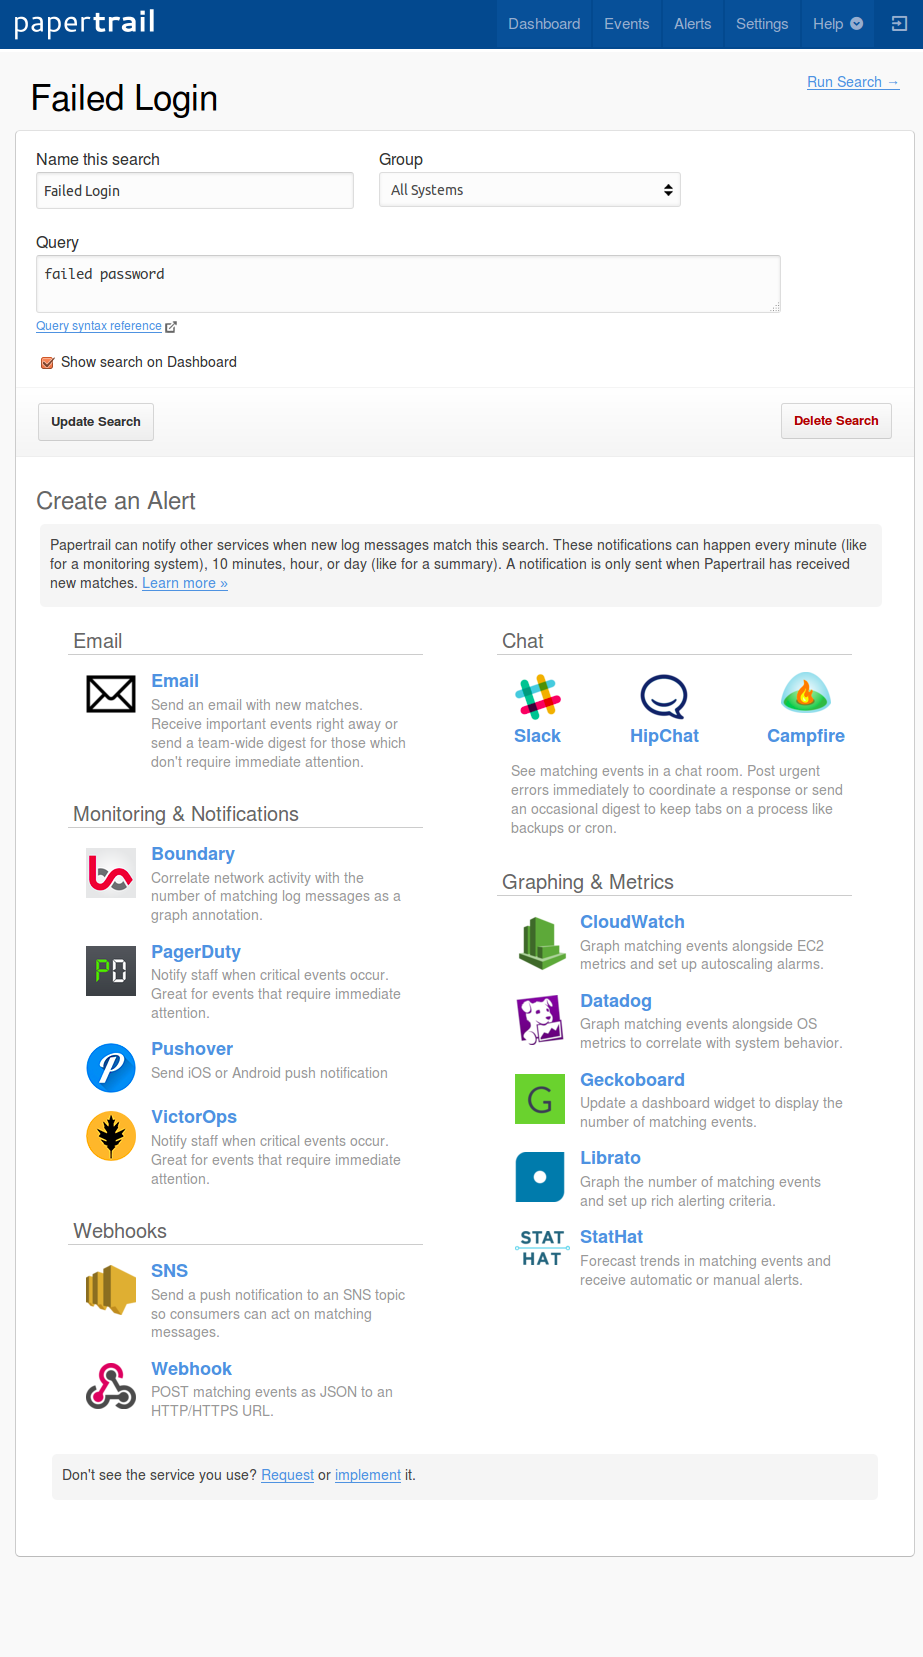 papertrail
Dashboard Events Alerts Settings Help
Run Search →
Failed Login
Name this search
Group
Failed Login
All Systems
Query
failed password
Query syntax reference
Show search on Dashboard
Update Search
Delete Search
Create an Alert
Papertrail can notify other services when new log messages match this search. These notifications can happen every minute (like
for a monitoring system), 10 minutes, hour, or day (like for a summary). A notification is only sent when Papertrail has received
new matches. Learn more »
Email
Email
Send an email with new matches.
Receive important events right away or
send a team-wide digest for those which
don't require immediate attention.
Monitoring & Notifications
Boundary
Correlate network activity with the
number of matching log messages as a
graph annotation.
PD
PagerDuty
Notify staff when critical events occur.
Great for events that require immediate
attention.
P
Pushover
Send iOS or Android push notification
VictorOps
Notify staff when critical events occur.
Great for events that require immediate
attention.
Webhooks
SNS
Send a push notification to an SNS topic
so consumers can act on matching
messages.
Webhook
POST matching events as JSON to an
HTTP/HTTPS URL.
Chat
Slack
HipChat
Campfire
See matching events in a chat room. Post urgent
errors immediately to coordinate a response or send
an occasional digest to keep tabs on a process like
backups or cron.
Graphing & Metrics
CloudWatch
Graph matching events alongside EC2
metrics and set up autoscaling alarms.
Datadog
Graph matching events alongside OS
metrics to correlate with system behavior.
G
Geckoboard
Update a dashboard widget to display the
number of matching events.
Librato
Graph the number of matching events
and set up rich alerting criteria.
STAT
HAT
StatHat
Forecast trends in matching events and
receive automatic or manual alerts.
Don't see the service you use? Request or implement it.